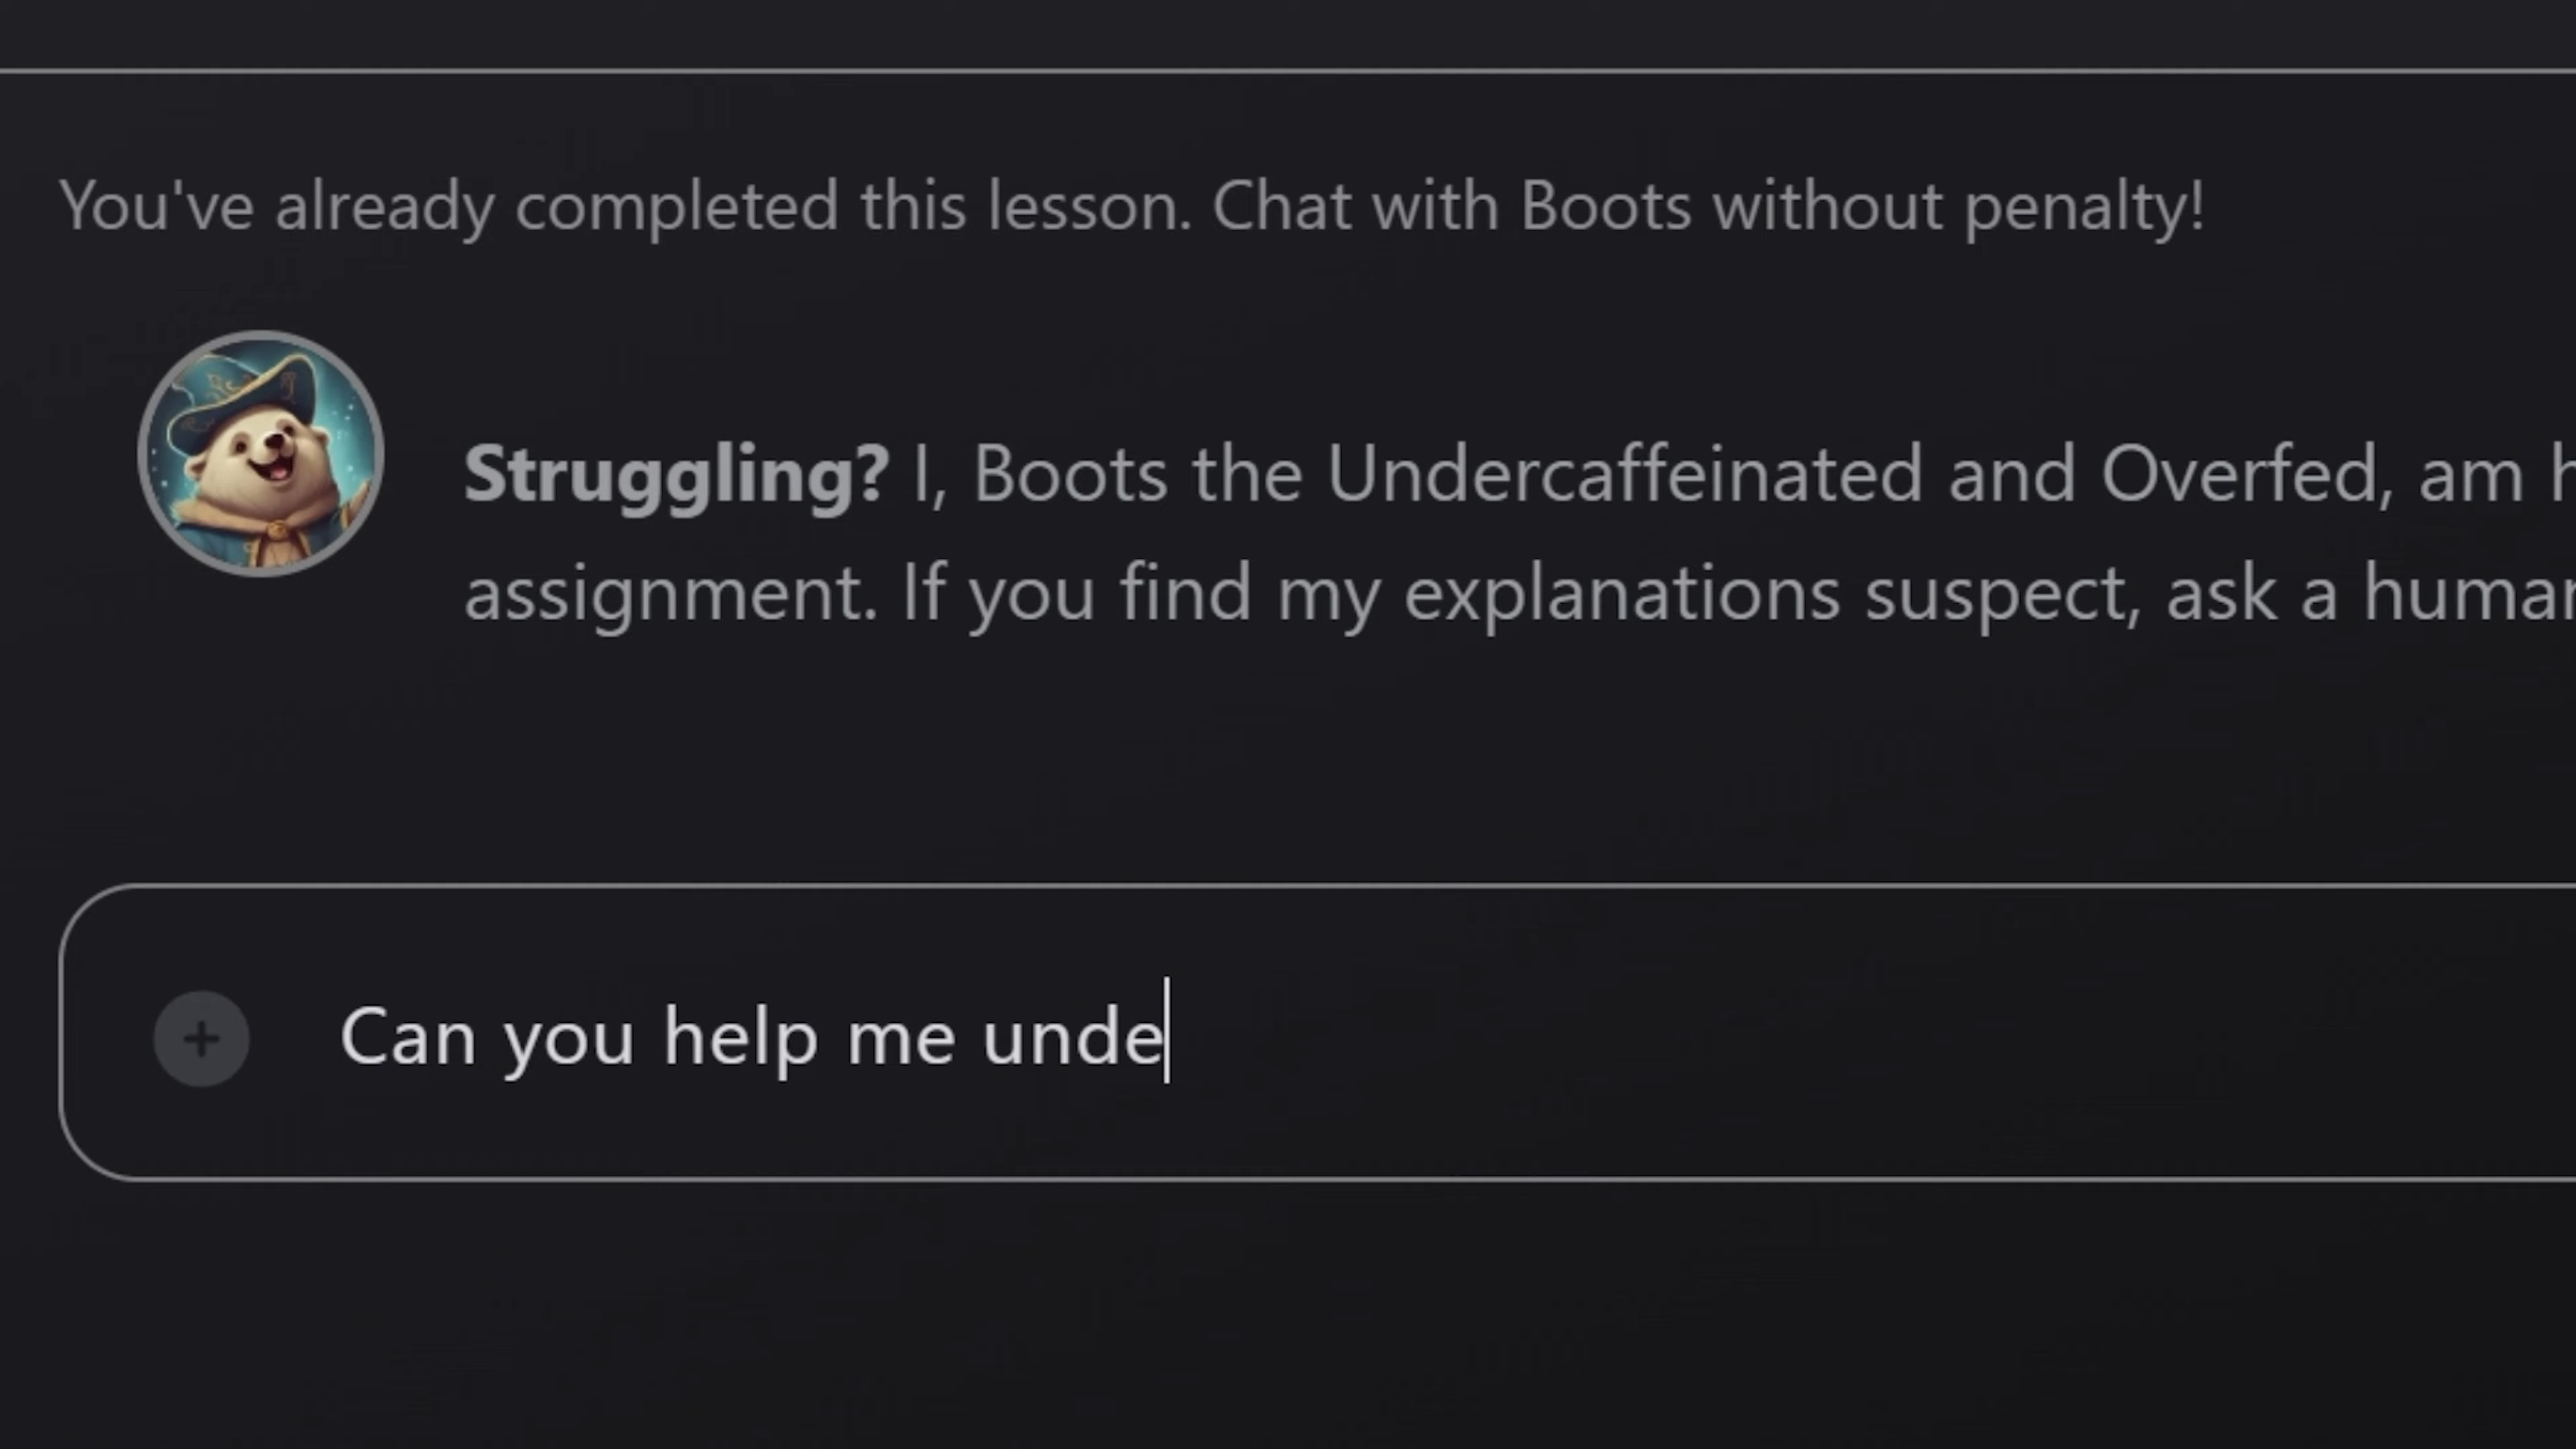 You've already completed this lesson. Chat with Boots without penalty!
Struggling? I, Boots the Undercaffeinated and Overfed, am
assignment. If you find my explanations suspect, ask a human
Can you help me unde